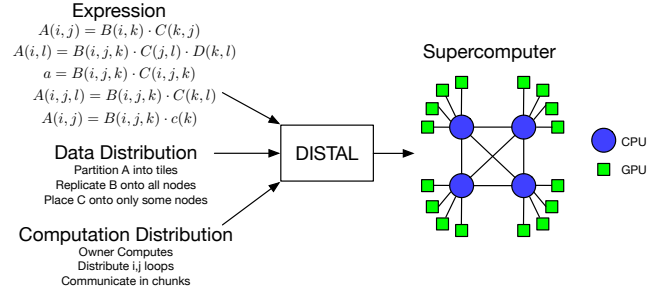 Expression
A(i, j) = B(i, k) · C(k, j)
A(i, l) = B(i, j, k) · C(j, l) · D(k, l)
a = B(i, j, k) · C(i, j, k)
A(i, j, l) = B(i, j, k) · C(k, l)
A(i, j) = B(i, j, k) · c(k)
Data Distribution
Partition A into tiles
Replicate B onto all nodes
Place C onto only some nodes
Computation Distribution
Owner Computes
Distribute i,j loops
Communicate in chunks
DISTAL
Supercomputer
CPU
GPU